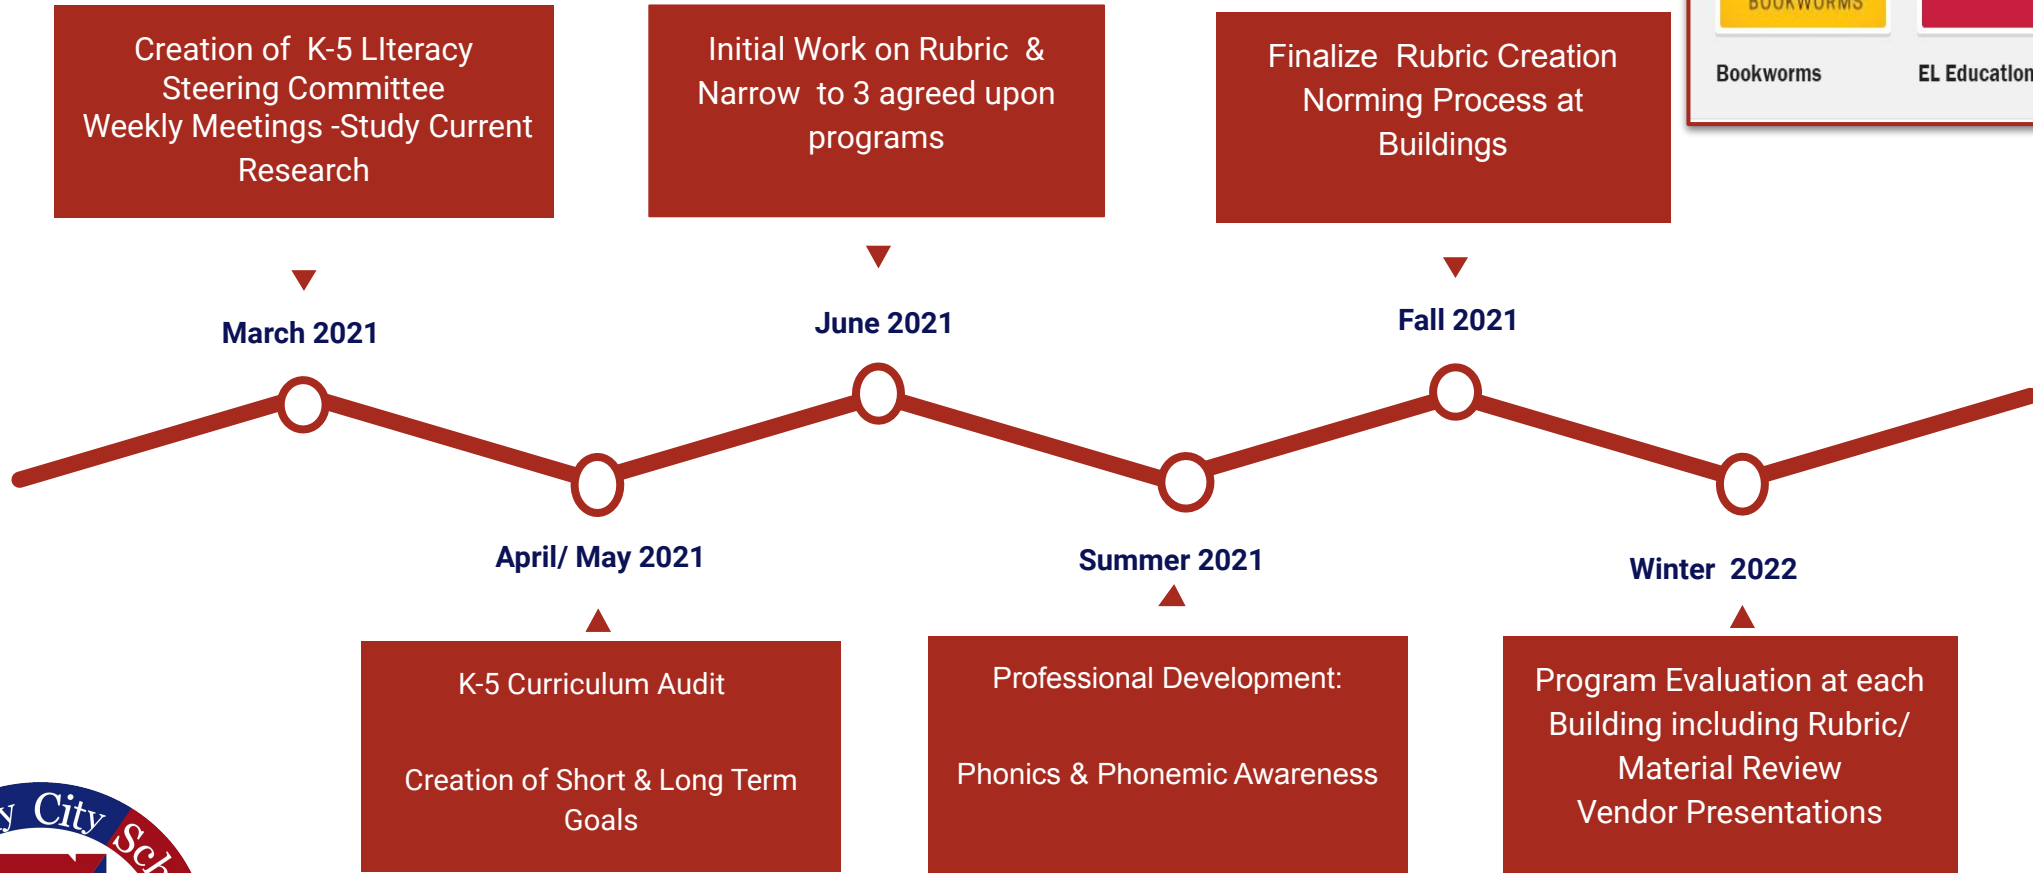 Creation of K-5 LIteracy
Steering Committee
Weekly Meetings -Study Current
Research
March 2021
Initial Work on Rubric &
Narrow to 3 agreed upon
programs
June 2021
Finalize Rubric Creation
Norming Process at
Buildings
Fall 2021
BOOKWORMS
Bookworms
EL Education
April/ May 2021
K-5 Curriculum Audit
Creation of Short & Long Term
Goals
Summer 2021
Professional Development:
Phonics & Phonemic Awareness
Winter 2022
Program Evaluation at each
Building including Rubric/
Material Review
Vendor Presentations
City